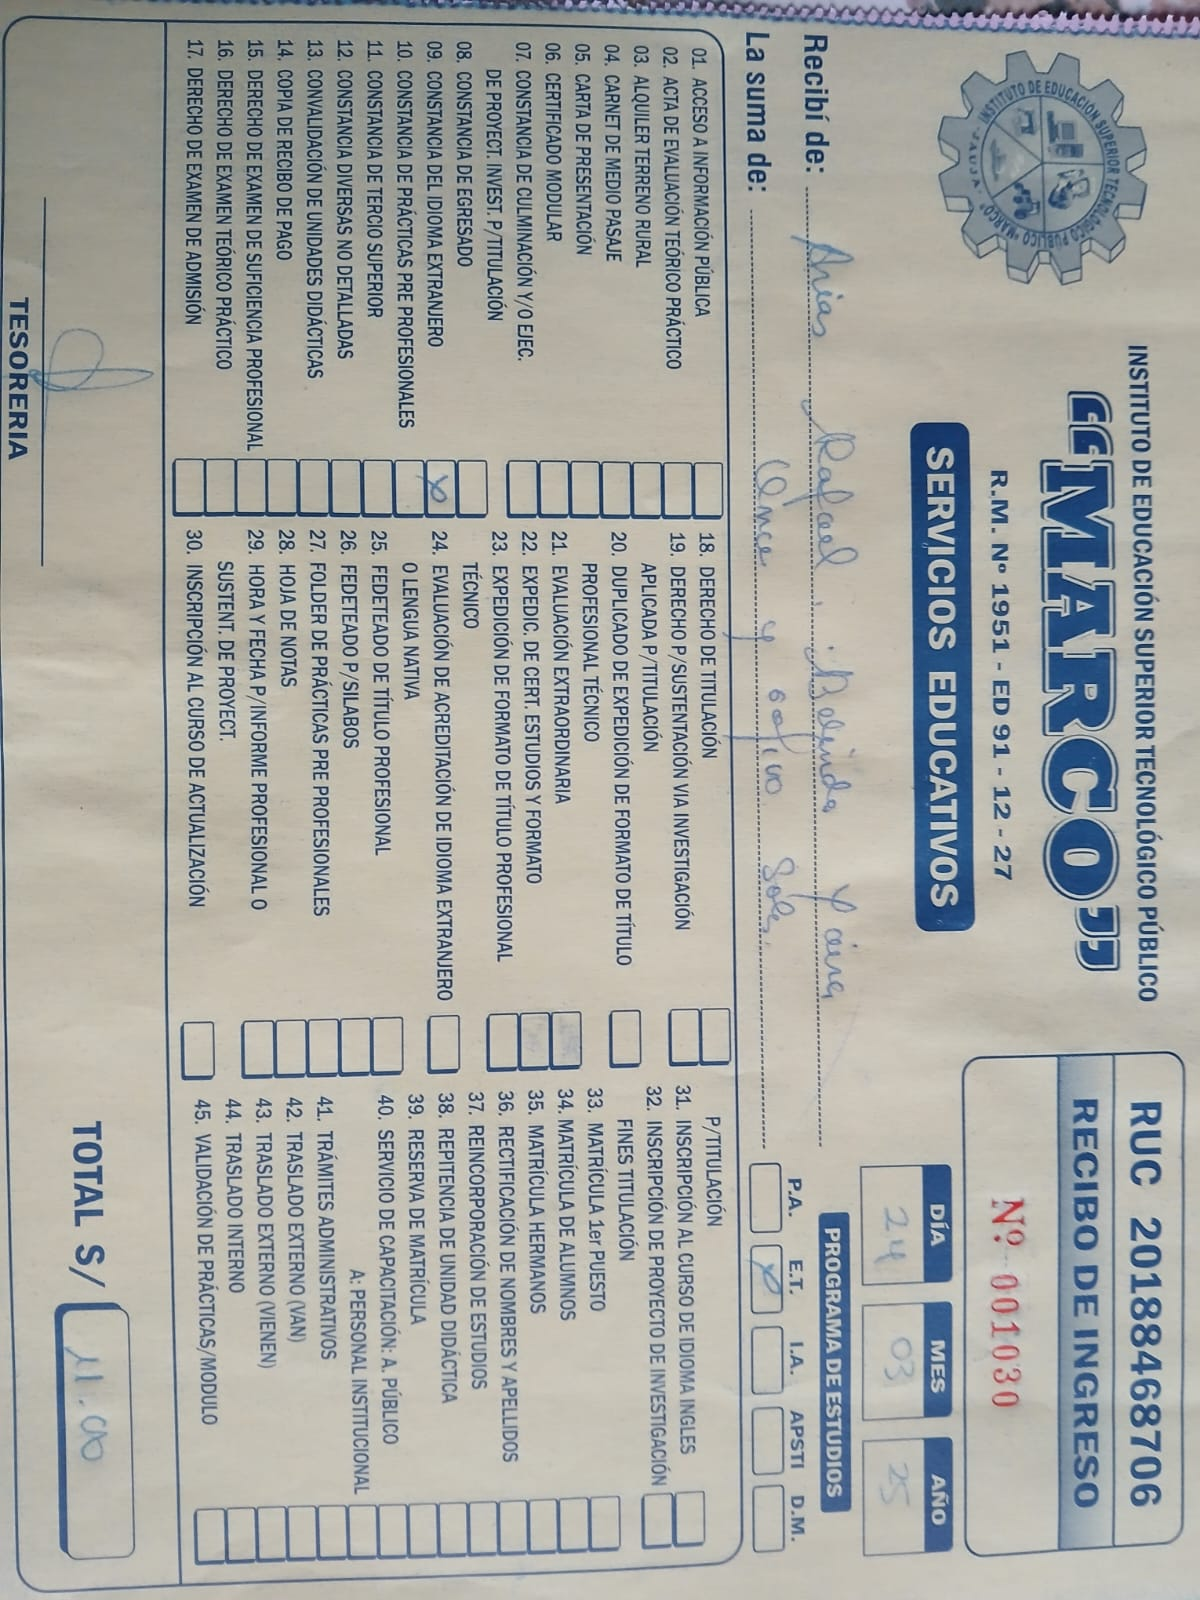 INSTITUTO DE EDUCACIÓN SUPERIOR TECNOLÓGICO PÚBLICO "MARCO" - JAUJA -
INSTITUTO DE EDUCACIÓN SUPERIOR TECNOLÓGICO PÚBLICO
“MARCO”
R.M. Nº 1951 - ED 91 - 12 - 27
SERVICIOS EDUCATIVOS
RUC 20188468706
RECIBO DE INGRESO
Nº 001030
DÍA MES AÑO
24 03 25
Recibí de: Arias Rafael Yaira
PROGRAMA DE ESTUDIOS
La suma de: Once y 00/100 Soles
P.A. E.T. I.A. APSTI D.M.
X
01. ACCESO A INFORMACIÓN PÚBLICA
02. ACTA DE EVALUACIÓN TEÓRICO PRÁCTICO
03. ALQUILER TERRENO RURAL
04. CARNET DE MEDIO PASAJE
05. CARTA DE PRESENTACIÓN
06. CERTIFICADO MODULAR
07. CONSTANCIA DE CULMINACIÓN Y/O EJEC.
DE PROYECT. INVEST. P/TITULACIÓN
08. CONSTANCIA DE EGRESADO
09. CONSTANCIA DEL IDIOMA EXTRANJERO X
10. CONSTANCIA DE PRÁCTICAS PRE PROFESIONALES
11. CONSTANCIA DE TERCIO SUPERIOR
12. CONSTANCIA DIVERSAS NO DETALLADAS
13. CONVALIDACIÓN DE UNIDADES DIDÁCTICAS
14. COPIA DE RECIBO DE PAGO
15. DERECHO DE EXAMEN DE SUFICIENCIA PROFESIONAL
16. DERECHO DE EXAMEN TEÓRICO PRÁCTICO
17. DERECHO DE EXAMEN DE ADMISIÓN
18. DERECHO DE TITULACIÓN
19. DERECHO P/SUSTENTACIÓN VIA INVESTIGACIÓN
APLICADA P/TITULACIÓN
20. DUPLICADO DE EXPEDICIÓN DE FORMATO DE TÍTULO
PROFESIONAL TÉCNICO
21. EVALUACIÓN EXTRAORDINARIA
22. EXPEDIC. DE CERT. ESTUDIOS Y FORMATO
23. EXPEDICIÓN DE FORMATO DE TÍTULO PROFESIONAL
TÉCNICO
24. EVALUACIÓN DE ACREDITACIÓN DE IDIOMA EXTRANJERO
O LENGUA NATIVA
25. FEDETEADO DE TÍTULO PROFESIONAL
26. FEDETEADO P/SILABOS
27. FOLDER DE PRÁCTICAS PRE PROFESIONALES
28. HOJA DE NOTAS
29. HORA Y FECHA P/INFORME PROFESIONAL O
SUSTENT. DE PROYECT.
30. INSCRIPCIÓN AL CURSO DE ACTUALIZACIÓN
P/TITULACIÓN
31. INSCRIPCIÓN AL CURSO DE IDIOMA INGLES
32. INSCRIPCIÓN DE PROYECTO DE INVESTIGACIÓN
FINES TITULACIÓN
33. MATRÍCULA 1er PUESTO
34. MATRÍCULA DE ALUMNOS
35. MATRÍCULA HERMANOS
36. RECTIFICACIÓN DE NOMBRES Y APELLIDOS
37. REINCORPORACIÓN DE ESTUDIOS
38. REPITENCIA DE UNIDAD DIDÁCTICA
39. RESERVA DE MATRÍCULA
40. SERVICIO DE CAPACITACIÓN: A. PÚBLICO
A: PERSONAL INSTITUCIONAL
41. TRÁMITES ADMINISTRATIVOS
42. TRASLADO EXTERNO (VAN)
43. TRASLADO EXTERNO (VIENEN)
44. TRASLADO INTERNO
45. VALIDACIÓN DE PRÁCTICAS/MODULO
TESORERIA
TOTAL S/ 11.00